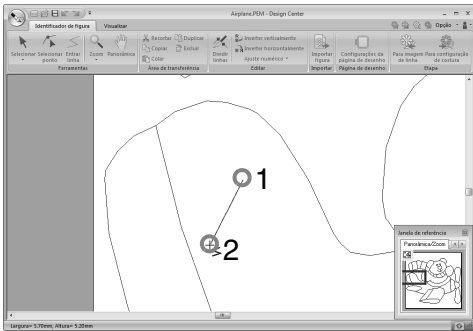 Airplane.PEM - Design Center
Identificador de figura Visualizar Opção
Selecionar Selecionar ponto Entrar linha Zoom Panorâmica
Recortar Duplicar
Copiar Excluir
Colar
Dividir linhas
Inverter verticalmente
Inverter horizontalmente
Ajuste numérico
Importar figura
Configurações da página de desenho
Para imagem de linha Para configuração de costura
Ferramentas Área de transferência Editar Importar Página de desenho Etapa
1
2
Janela de referência
Panorâmica/Zoom
Largura= 5.70mm, Altura= 5.20mm